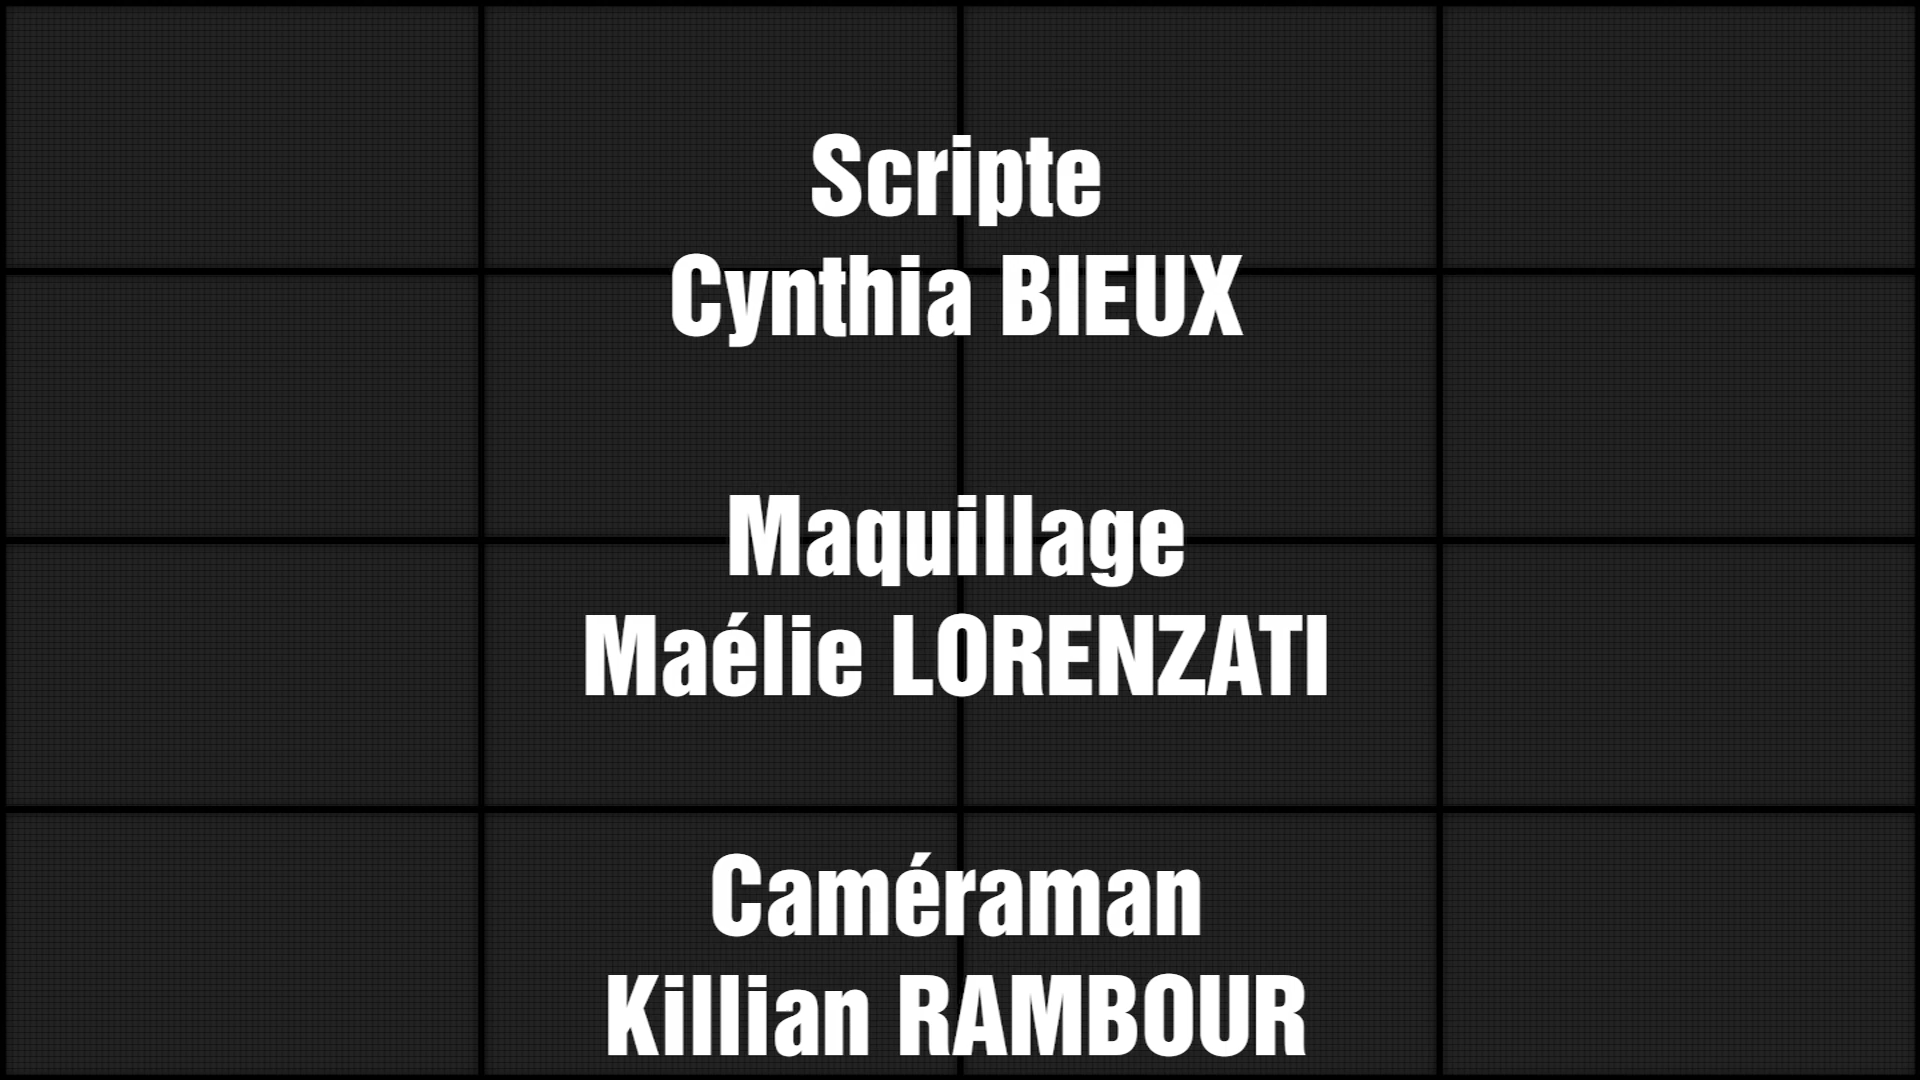 Scripte
Cynthia BIEUX
Maquillage
Maélie LORENZATI
Caméraman
Killian RAMBOUR